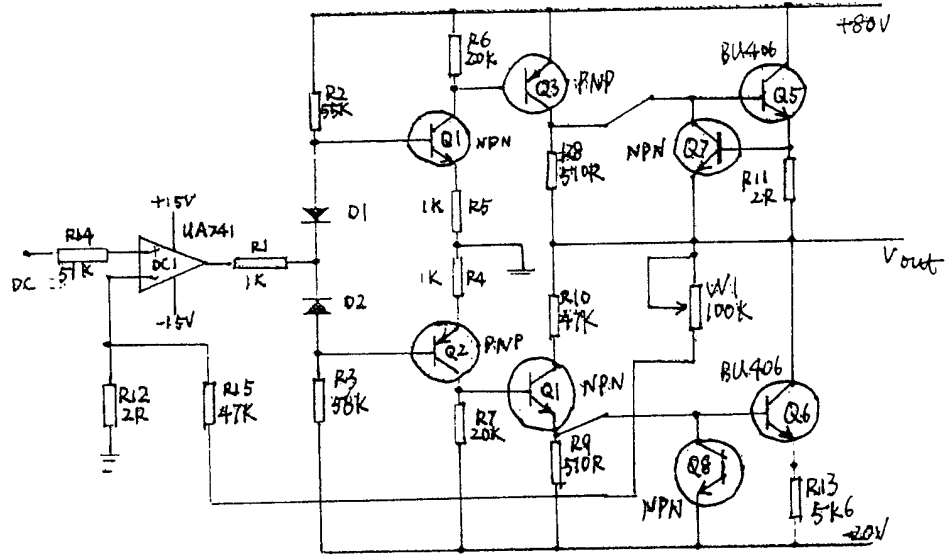 +80V
R6
20K
BU406
Q3
PNP
Q5
R2
55K
Q1
NPN
Q7
NPN
R8
510R
R11
2R
+15V
UA741
D1
1K
R5
R14
51K
DC1
R1
1K
DC
Vout
-15V
D2
1K
R4
R10
47K
W1
100K
Q2
PNP
R12
2R
R15
47K
R3
56K
Q1
NPN
BU406
Q6
R7
20K
R9
510R
Q8
NPN
R13
5K6
-20V